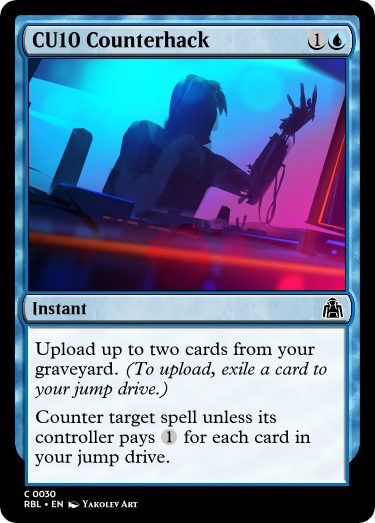 CU10 Counterhack 1
Instant
Upload up to two cards from your
graveyard. (To upload, exile a card to
your jump drive.)
Counter target spell unless its
controller pays 1 for each card in
your jump drive.
C 0030
RBL • EN Yakolev Art